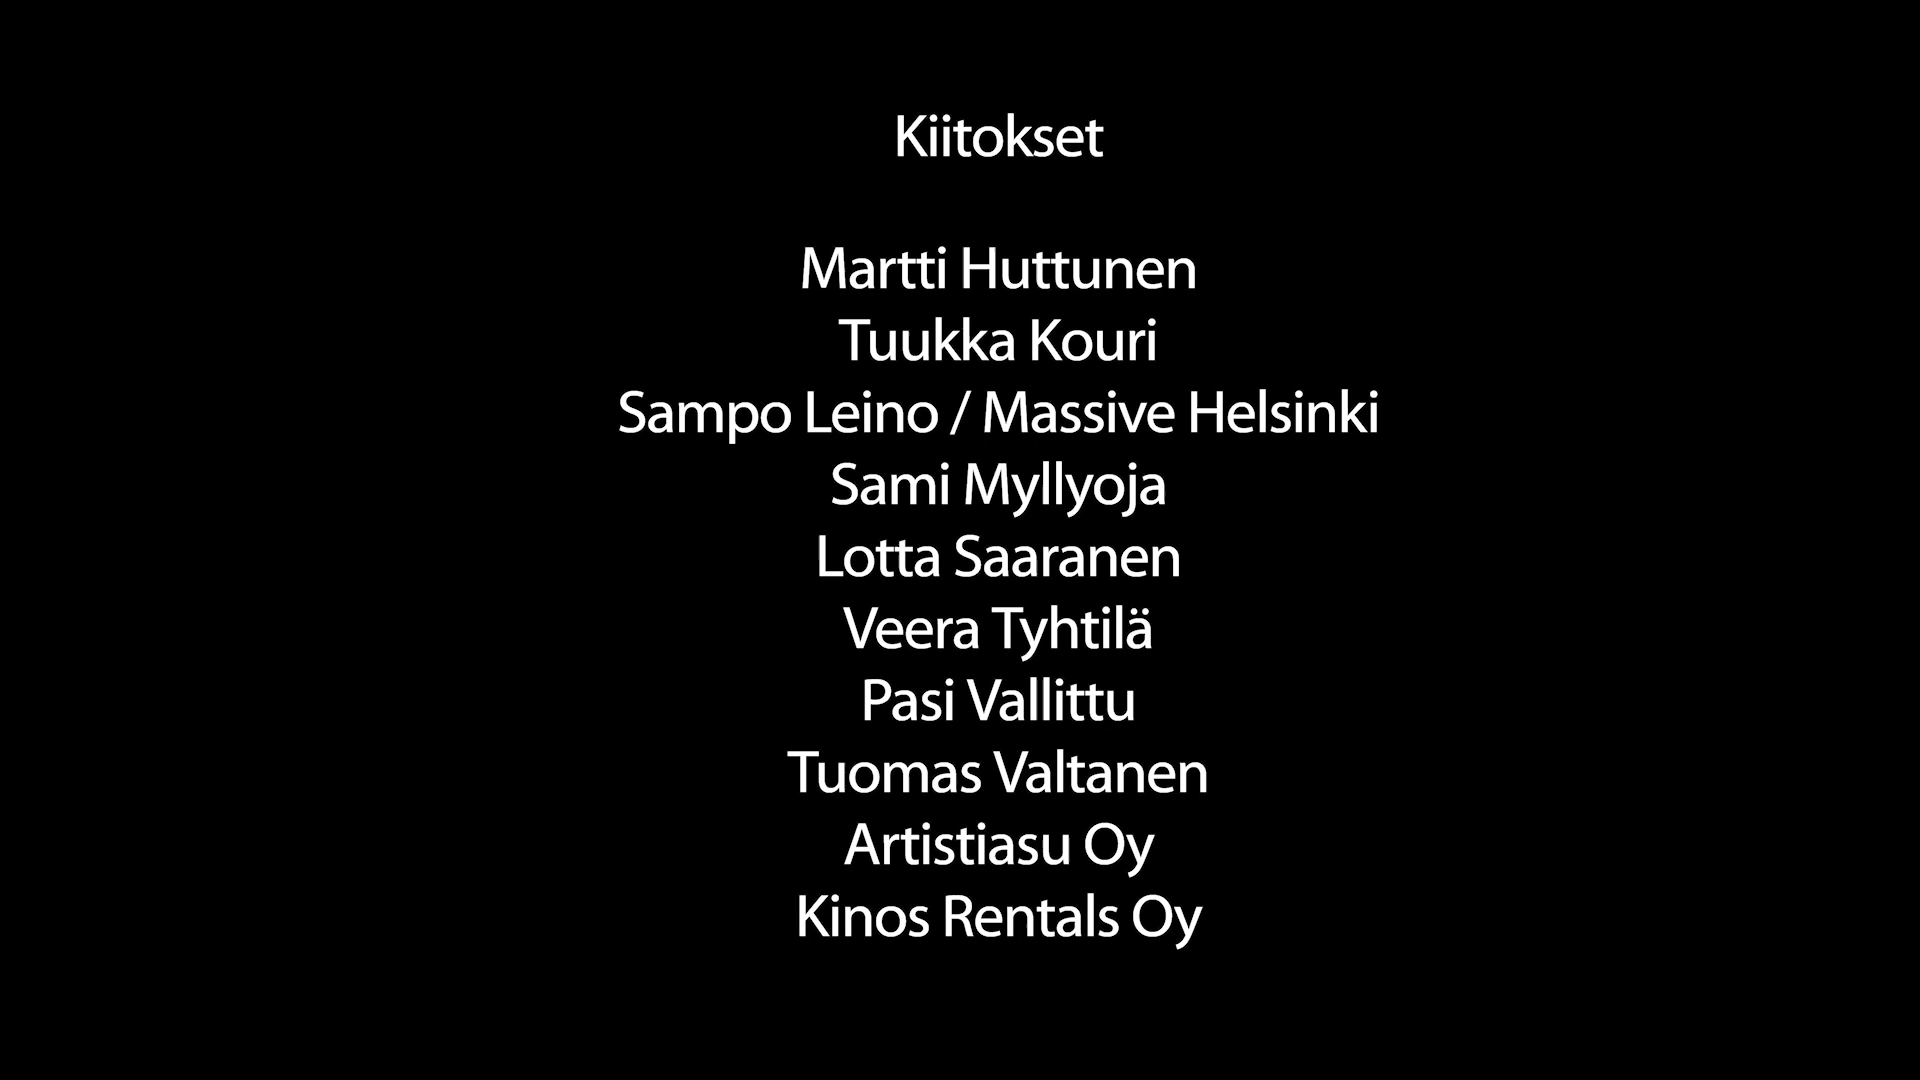 Kiitokset
Martti Huttunen
Tuukka Kouri
Sampo Leino / Massive Helsinki
Sami Myllyoja
Lotta Saaranen
Veera Tyhtilä
Pasi Vallittu
Tuomas Valtanen
Artistiasu Oy
Kinos Rentals Oy